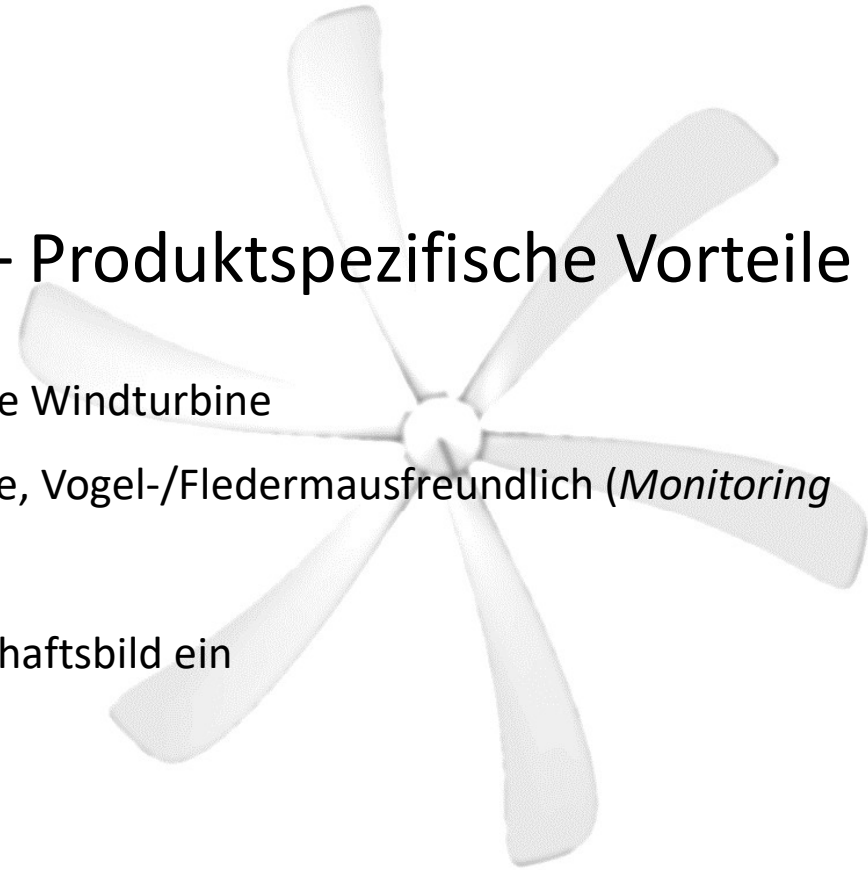 - Produktspezifische Vorteile
e Windturbine
e, Vogel-/Fledermausfreundlich (Monitoring
haftsbild ein